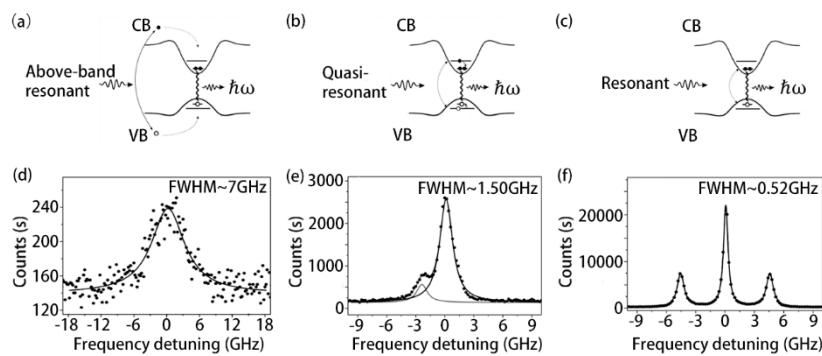 (a)
CB
Above-band
resonant
ħω
VB
(b)
CB
Quasi-
resonant
ħω
VB
(c)
CB
Resonant
ħω
VB
(d)
FWHM~7GHz
Counts (s)
240
200
160
120
-18 -12 -6 0 6 12 18
Frequency detuning (GHz)
(e)
FWHM~1.50GHz
Counts (s)
3000
2000
1000
0
-9 -6 -3 0 3 6 9
Frequency detuning (GHz)
(f)
FWHM~0.52GHz
Counts (s)
20000
10000
0
-9 -6 -3 0 3 6 9
Frequency detuning (GHz)